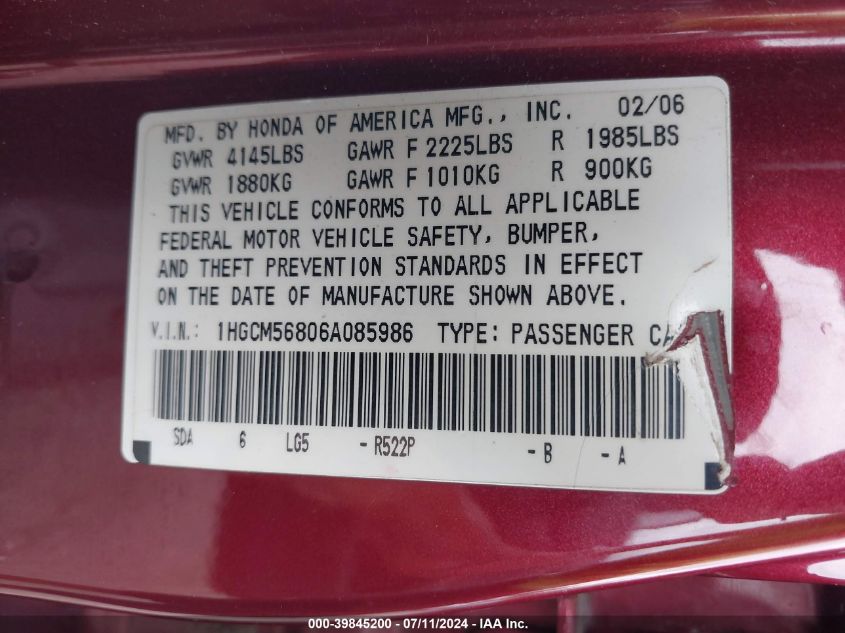 MFD. BY HONDA OF AMERICA MFG., INC. 02/06
GVWR 4145LBS GAWR F 2225LBS R 1985LBS
GVWR 1880KG GAWR F 1010KG R 900KG
THIS VEHICLE CONFORMS TO ALL APPLICABLE
FEDERAL MOTOR VEHICLE SAFETY, BUMPER,
AND THEFT PREVENTION STANDARDS IN EFFECT
ON THE DATE OF MANUFACTURE SHOWN ABOVE.
V.I.N.: 1HGCM56806A085986 TYPE: PASSENGER
SDA 6 LG5 -R522P -B -A
000-39845200 - 07/11/2024 - IAA Inc.